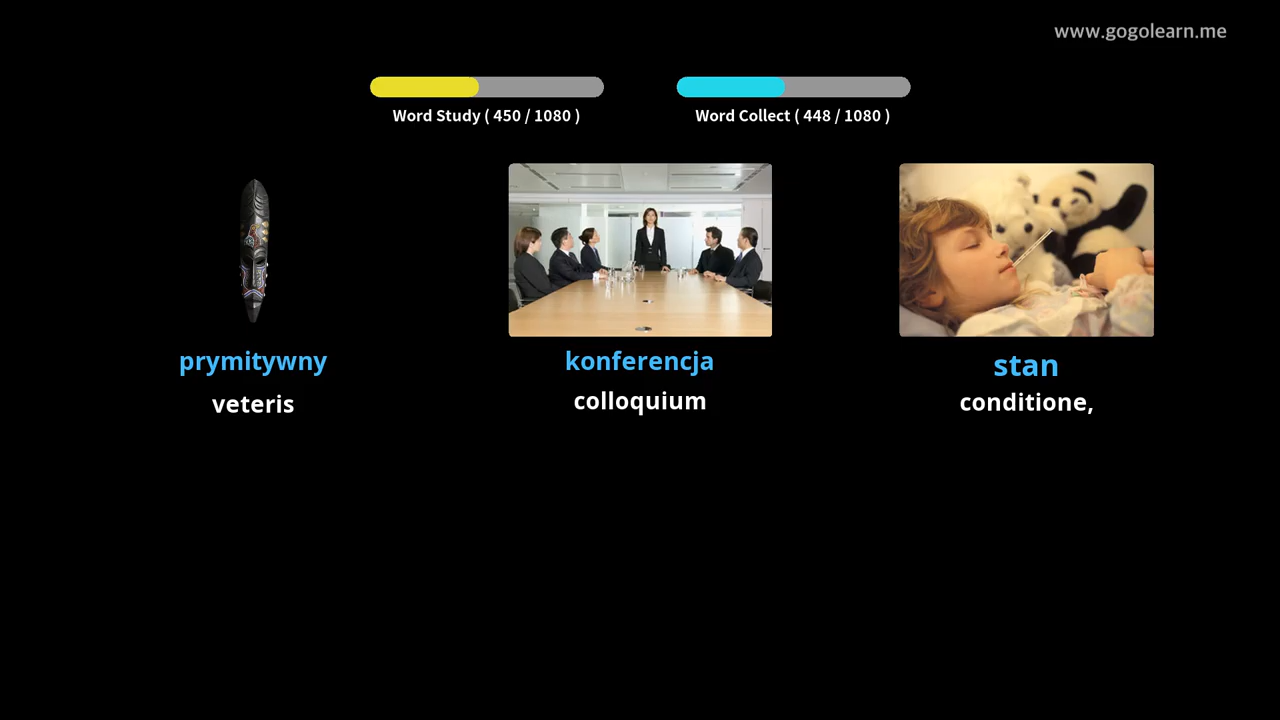 www.gogolearn.me
Word Study ( 450 / 1080 )
Word Collect ( 448 / 1080 )
prymitywny
veteris
konferencja
colloquium
stan
conditione,